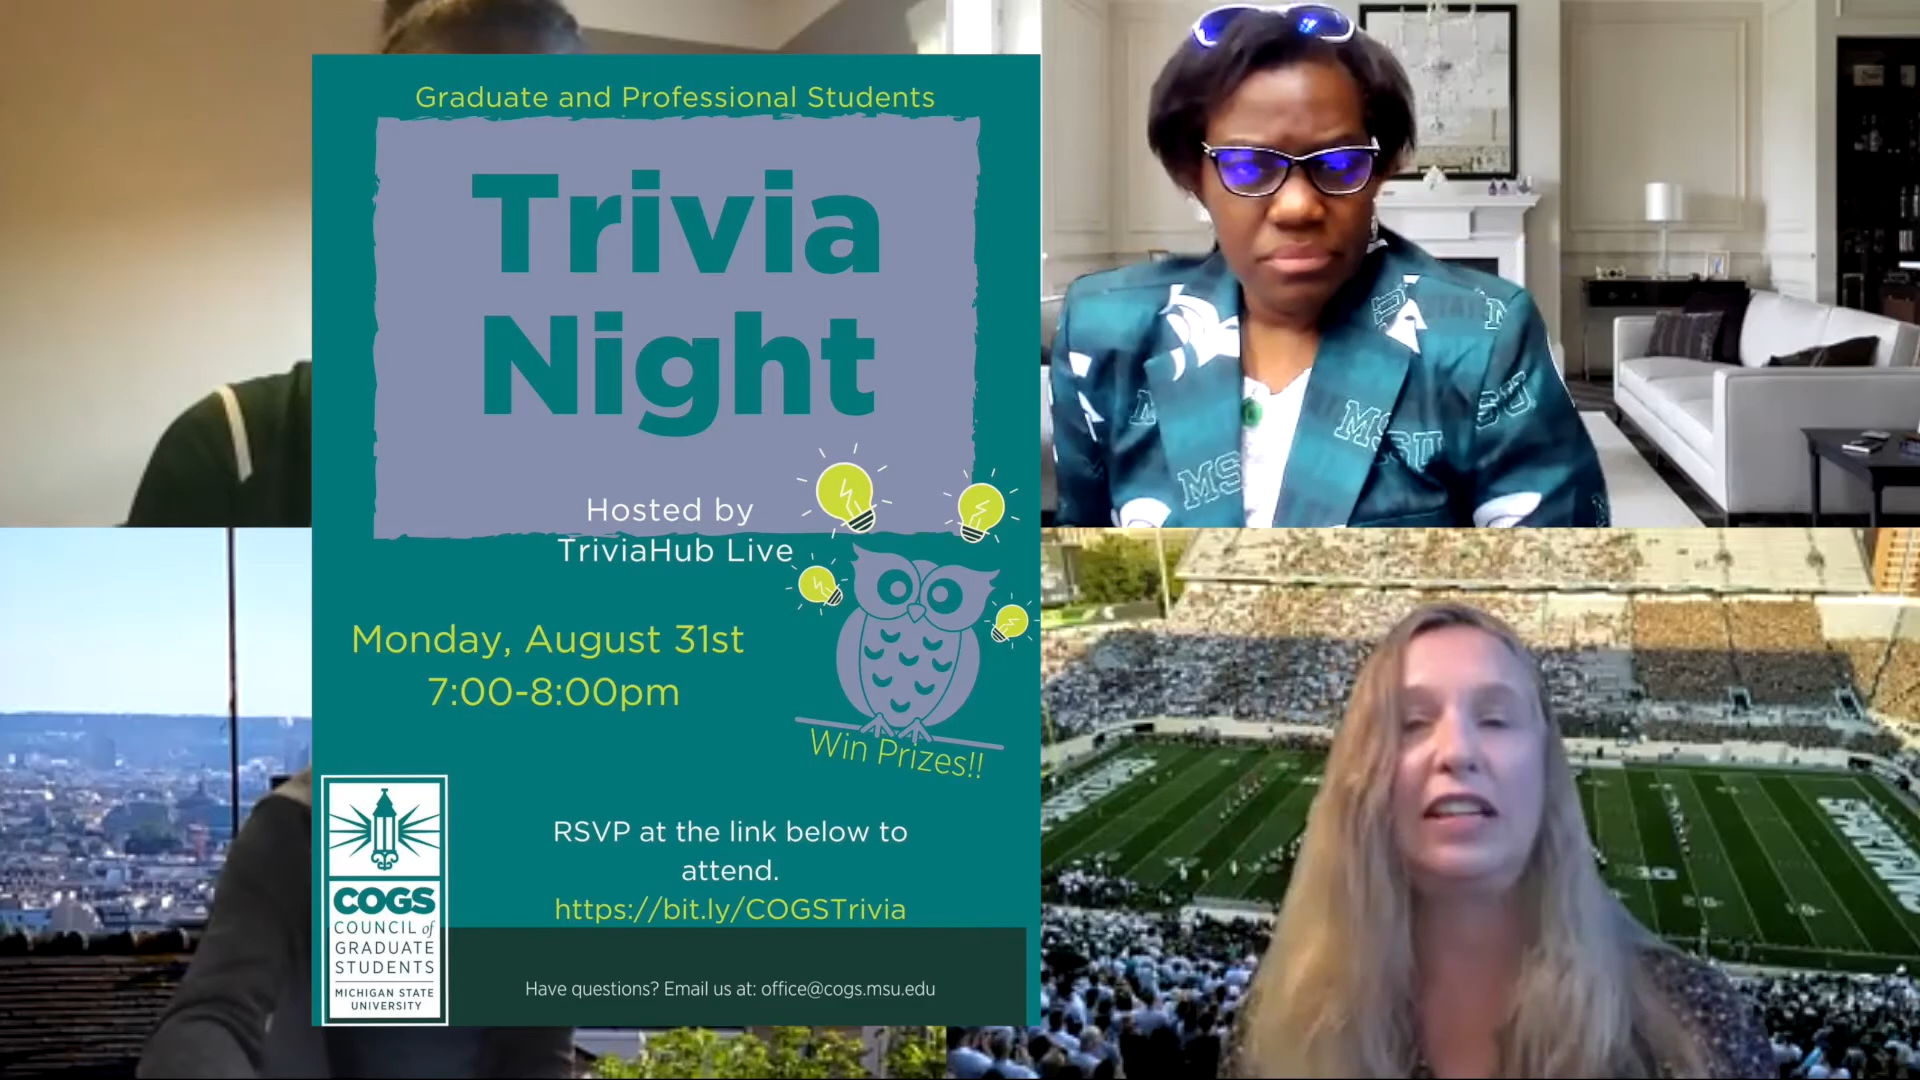 Graduate and Professional Students
Trivia
Night
Hosted by
TriviaHub Live
Monday, August 31st
7:00-8:00pm
Win Prizes!!
RSVP at the link below to
attend.
https://bit.ly/COGSTrivia
COGS
COUNCIL of
GRADUATE
STUDENTS
MICHIGAN STATE
UNIVERSITY
Have questions? Email us at: office@cogs.msu.edu
MSU
MSU